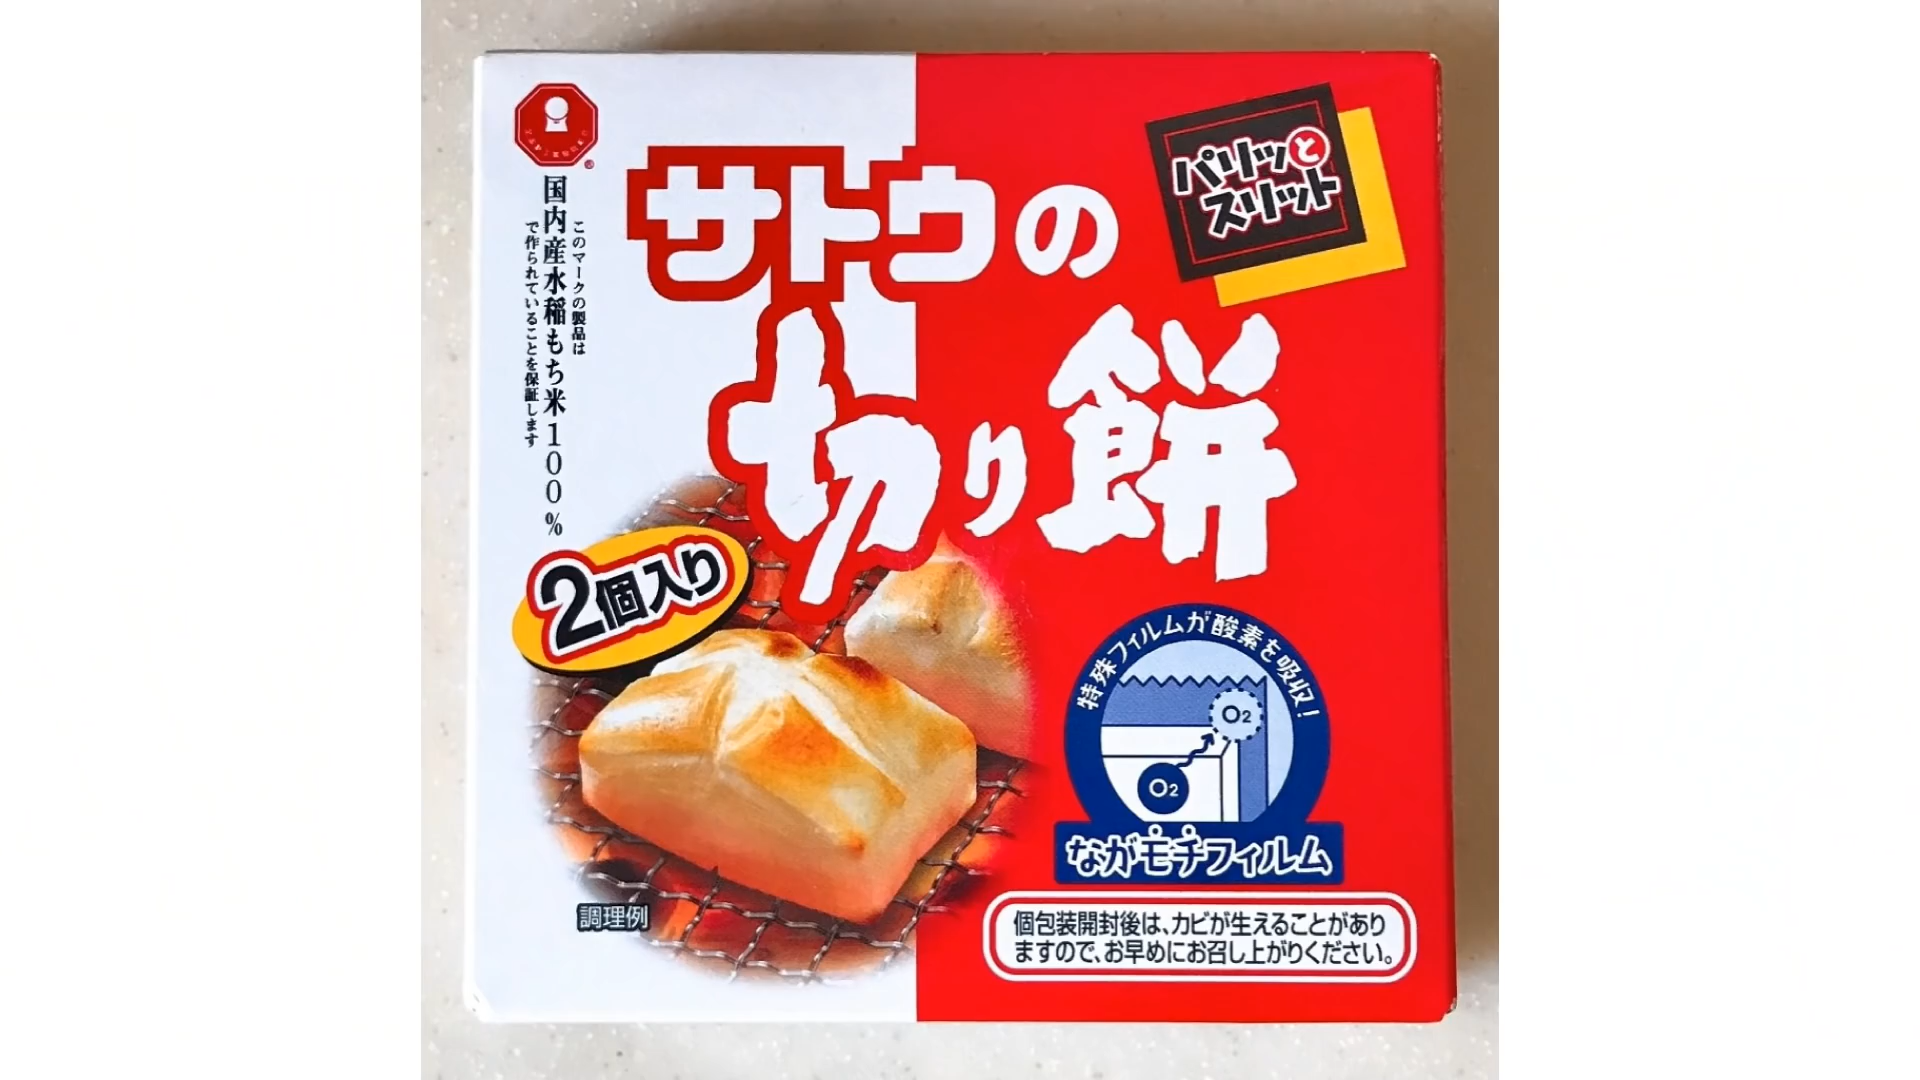 このマークの製品は
国内産水稲もち米100%
で作られていることを保証します
サトウの
切り餅
パリッと
スリット
2個入り
特殊フィルムが酸素を吸収!
O2
O2
ながモチフィルム
調理例
個包装開封後は、カビが生えることがあり
ますので、お早めにお召し上がりください。